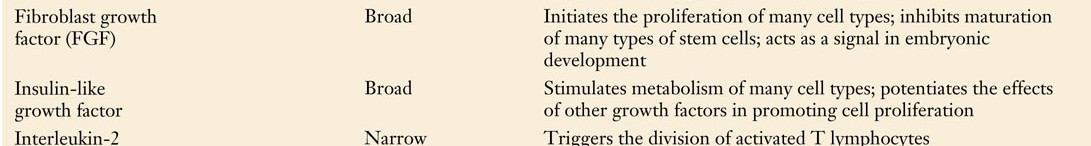 Fibroblast growth Broad Initiates the proliferation of many cell types; inhibits maturation
factor (FGF) of many types of stem cells; acts as a signal in embryonic
development
Insulin-like Broad Stimulates metabolism of many cell types; potentiates the effects
growth factor of other growth factors in promoting cell proliferation
Interleukin-2 Narrow Triggers the division of activated T lymphocytes